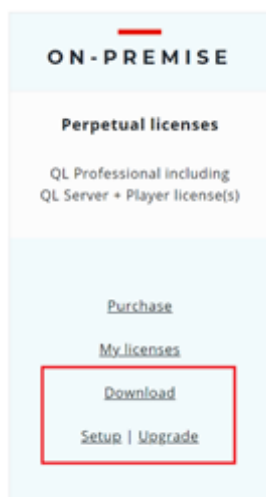 ON-PREMISE
Perpetual licenses
QL Professional including
QL Server + Player license(s)
Purchase
My licenses
Download
Setup | Upgrade